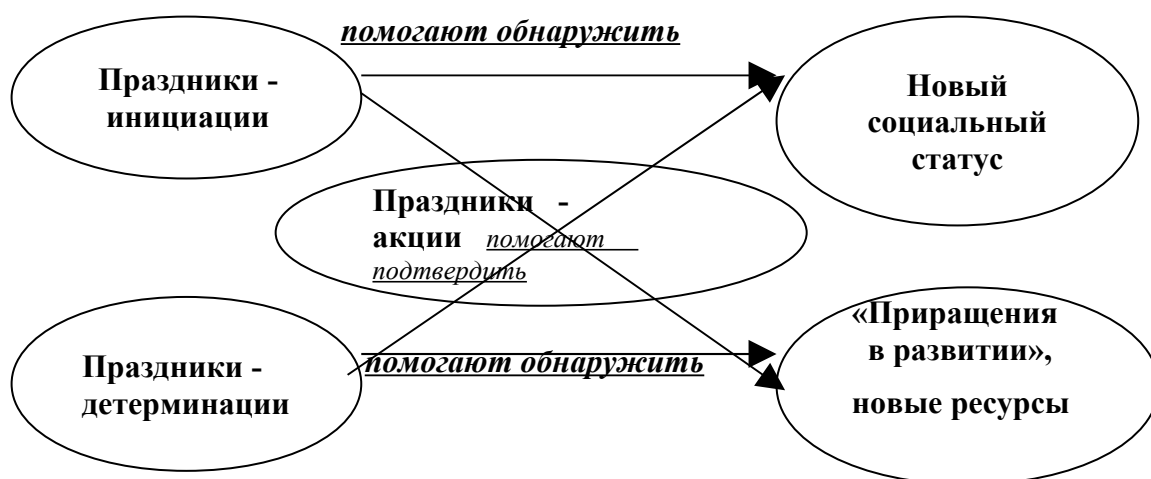 помогают обнаружить
Праздники -
инициации
Новый
социальный
статус
Праздники -
акции помогают
подтвердить
Праздники -
детерминации
помогают обнаружить
«Приращения
в развитии»,
новые ресурсы